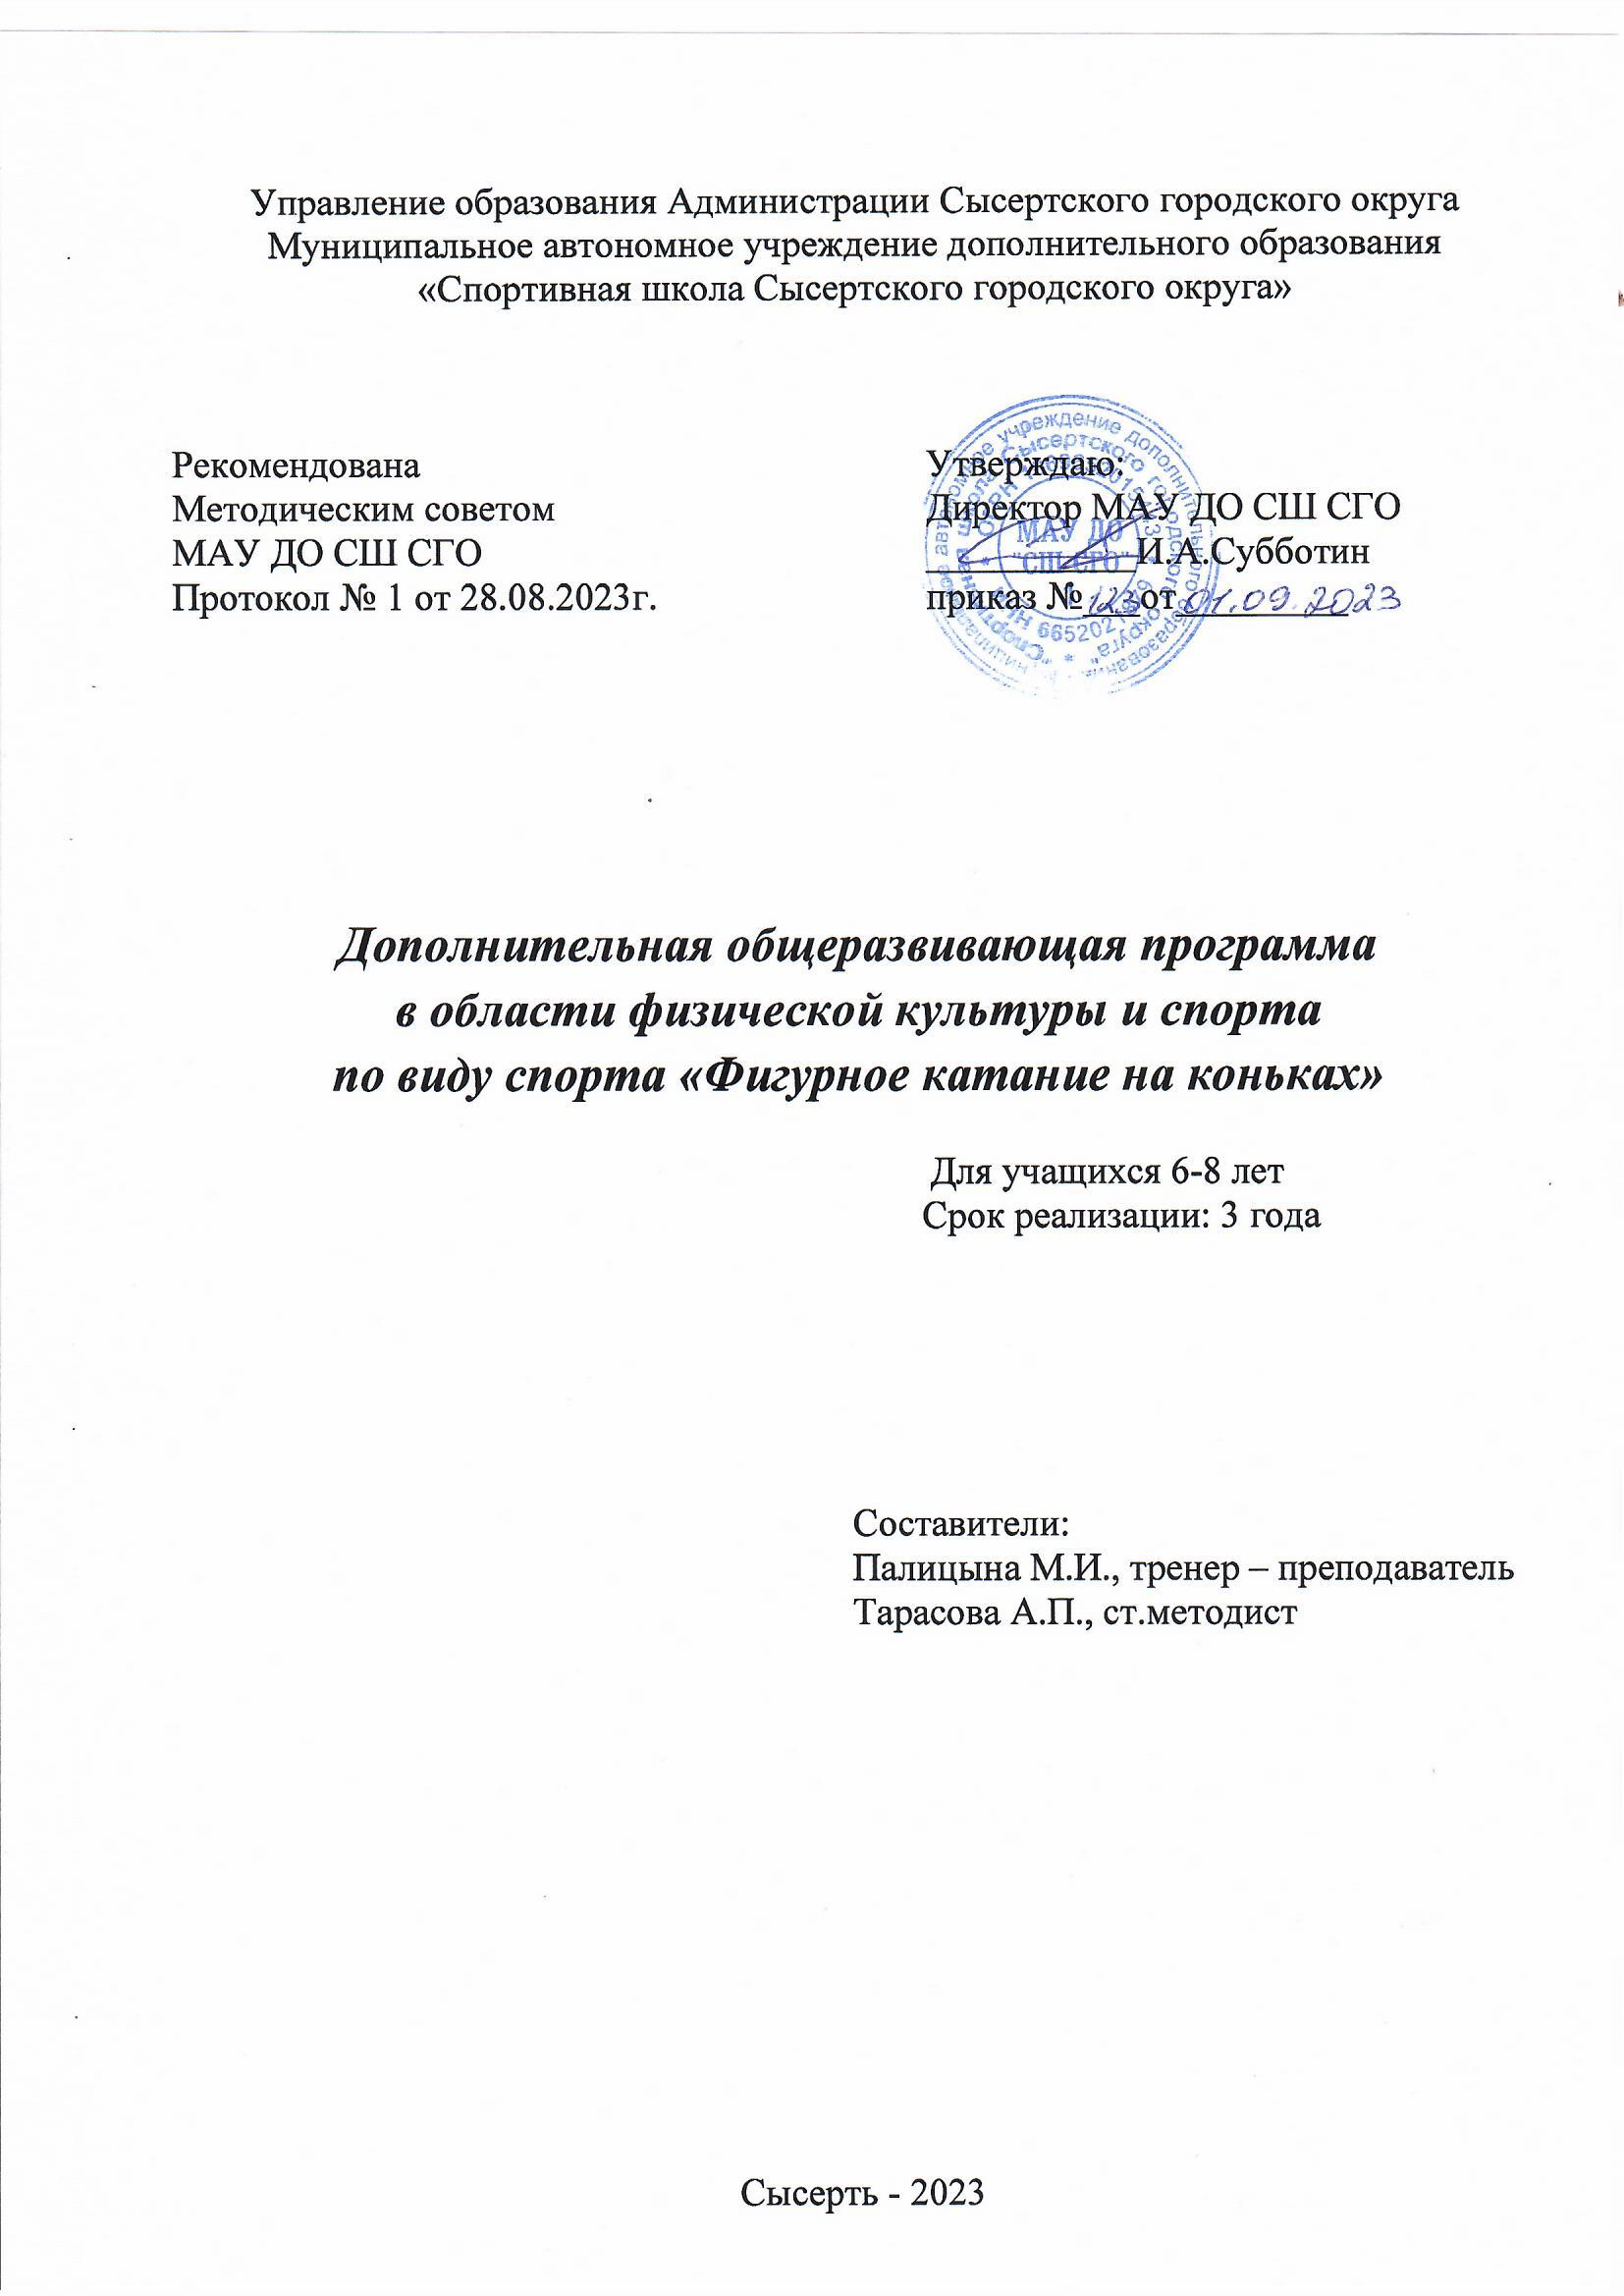 Управление образования Администрации Сысертского городского округа
Муниципальное автономное учреждение дополнительного образования
«Спортивная школа Сысертского городского округа»
Рекомендована
Методическим советом
МАУ ДО СШ СГО
Протокол № 1 от 28.08.2023г.
Утверждаю:
Директор МАУ ДО СШ СГО
И.А.Субботин
приказ № 123 от 01.09.2023
МАУ ДО
"СШ СГО"
Дополнительная общеразвивающая программа
в области физической культуры и спорта
по виду спорта «Фигурное катание на коньках»
Для учащихся 6-8 лет
Срок реализации: 3 года
Составители:
Палицына М.И., тренер – преподаватель
Тарасова А.П., ст.методист
Сысерть - 2023